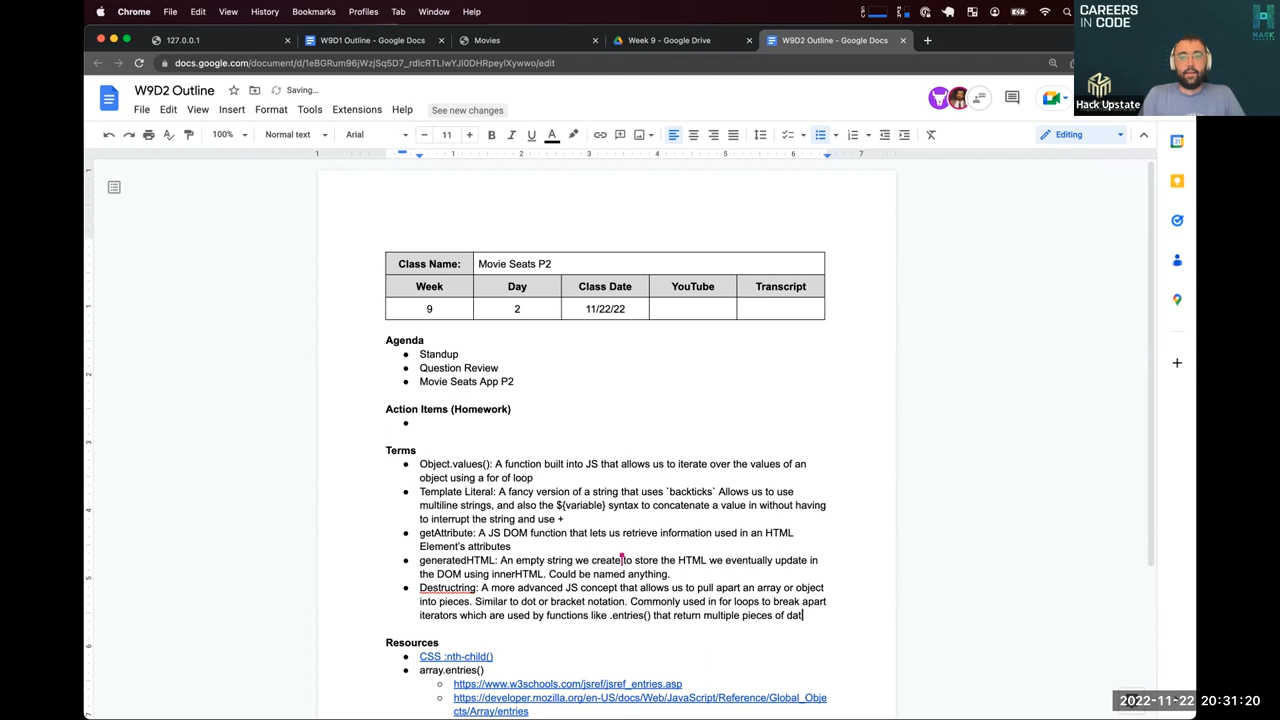 Chrome File Edit View History Bookmarks Profiles Tab Window Help
CAREERS
IN CODE
127.0.0.1
W9D1 Outline - Google Docs
Movies
Week 9 - Google Drive
W9D2 Outline - Google Docs
docs.google.com/document/d/1eBGRum96jWzjSq5D7_rdIcRTLIwYJl0DHRpeyIXywwo/edit
Hack Upstate
W9D2 Outline
Saving...
File Edit View Insert Format Tools Extensions Help See new changes
100% Normal text Arial 11 Editing
1 1 2 3 4 5 6 7
Class Name: Movie Seats P2
Week Day Class Date YouTube Transcript
9 2 11/22/22
Agenda
● Standup
● Question Review
● Movie Seats App P2
Action Items (Homework)
●
Terms
● Object.values(): A function built into JS that allows us to iterate over the values of an
object using a for of loop
● Template Literal: A fancy version of a string that uses `backticks` Allows us to use
multiline strings, and also the ${variable} syntax to concatenate a value in without having
to interrupt the string and use +
● getAttribute: A JS DOM function that lets us retrieve information used in an HTML
Element's attributes
● generatedHTML: An empty string we create to store the HTML we eventually update in
the DOM using innerHTML. Could be named anything.
● Destructring: A more advanced JS concept that allows us to pull apart an array or object
into pieces. Similar to dot or bracket notation. Commonly used in for loops to break apart
iterators which are used by functions like .entries() that return multiple pieces of dat
Resources
● CSS :nth-child()
● array.entries()
○ https://www.w3schools.com/jsref/jsref_entries.asp
○ https://developer.mozilla.org/en-US/docs/Web/JavaScript/Reference/Global_Obje
cts/Array/entries
2022-11-22 20:31:20